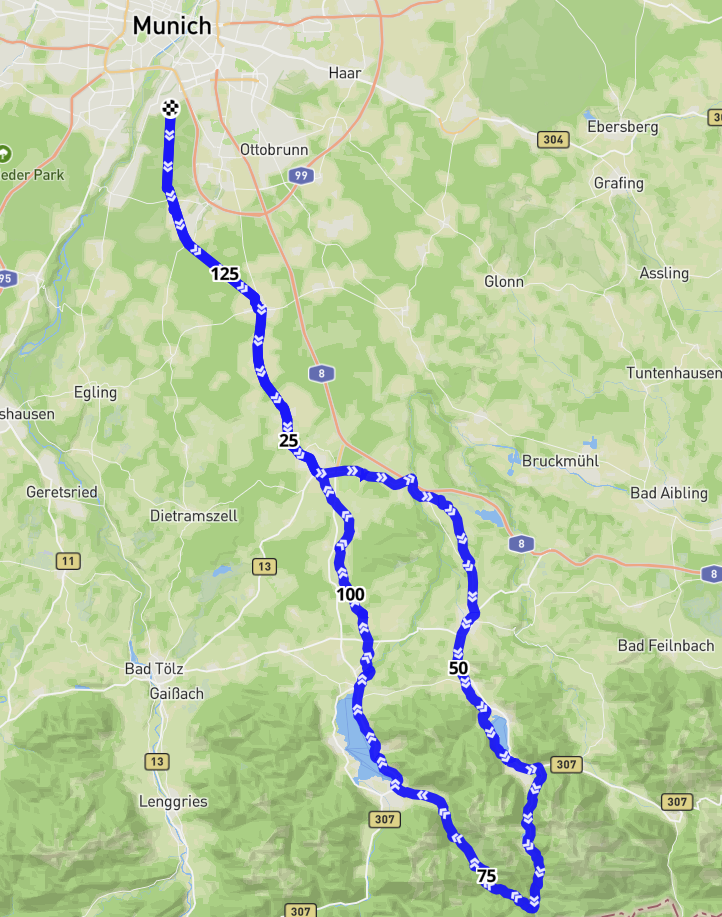 Munich
Haar
304
30
Ebersberg
Ottobrunn
eder Park
99
Grafing
125
95
Glonn
Assling
8
Tuntenhausen
Egling
shausen
25
Bruckmühl
Geretsried
Bad Aibling
Dietramszell
8
11
13
8
100
Bad Feilnbach
Bad Tölz
50
Gaißach
13
307
Lenggries
307
307
75
307